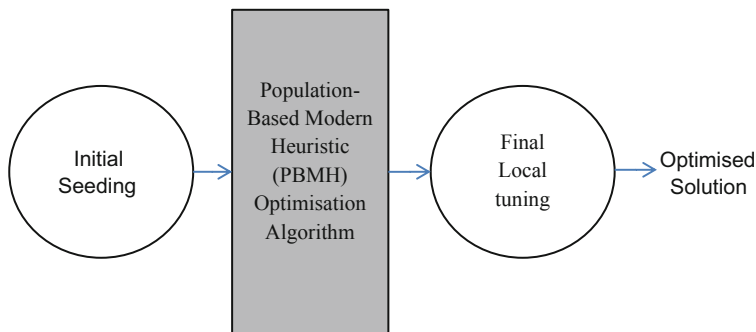 Initial
Seeding
Population-
Based Modern
Heuristic
(PBMH)
Optimisation
Algorithm
Final
Local
tuning
Optimised
Solution